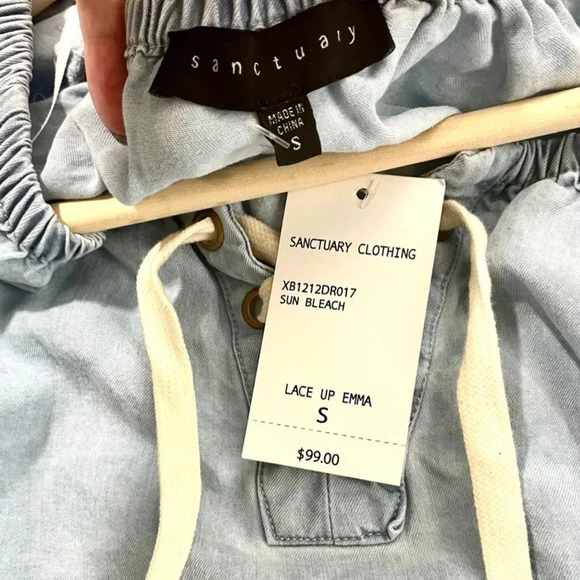 sanctuary
MADE IN
CHINA
S
SANCTUARY CLOTHING
XB1212DR017
SUN BLEACH
LACE UP EMMA
S
$99.00